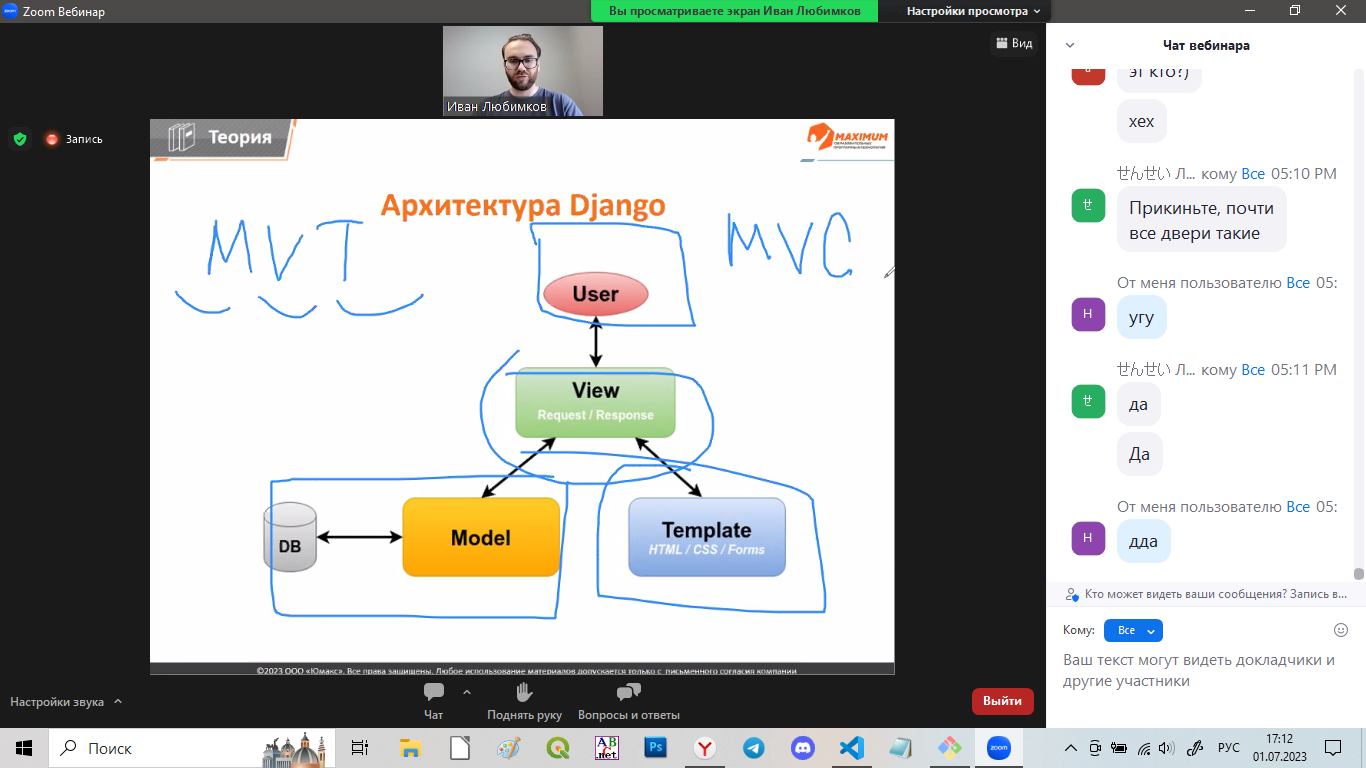 Zoom Вебинар
Вы просматриваете экран Иван Любимков
Настройки просмотра
Вид
Иван Любимков
Запись
Теория
MAXIMUM
Архитектура Django
MVT
MVC
User
View
Request / Response
DB
Model
Template
HTML / CSS / Forms
©2023 ООО «Юмакс». Все права защищены. Любое использование материалов допускается только с письменного согласия компании
Настройки звука
Чат
Поднять руку
Вопросы и ответы
Выйти
Чат вебинара
эт кто?)
хех
せんせい Л... кому Все 05:10 PM
せ
Прикиньте, почти
все двери такие
От меня пользователю Все 05:
Н
угу
せんせい Л... кому Все 05:11 PM
せ
да
Да
От меня пользователю Все 05:
Н
дда
Кто может видеть ваши сообщения? Запись в...
Кому: Все
Ваш текст могут видеть докладчики и
другие участники
Поиск
ABC
.net
Ps
zoom
РУС
17:12
01.07.2023